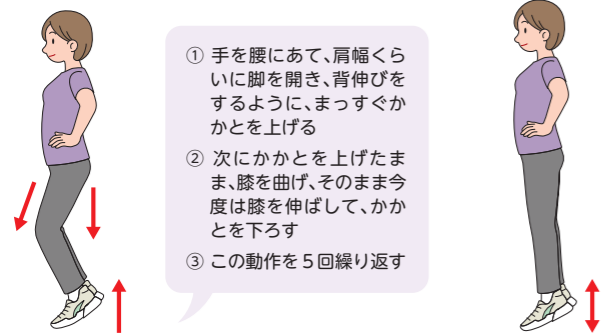 ① 手を腰にあて、肩幅くら
いに脚を開き、背伸びを
するように、まっすぐか
かとを上げる
② 次にかかとを上げたま
ま、膝を曲げ、そのまま今
度は膝を伸ばして、かか
とを下ろす
③ この動作を５回繰り返す